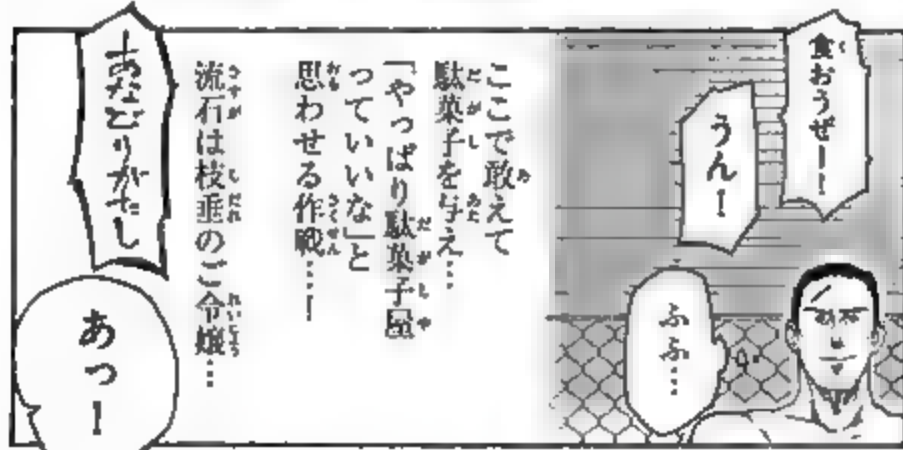 食おうぜー！
うん！
ふふ…
ここで敢えて
駄菓子を与え…
「やっぱり駄菓子屋
っていいな」と
思わせる作戦…！
流石は枝垂のご令嬢…
あなどりがたし
あっ！